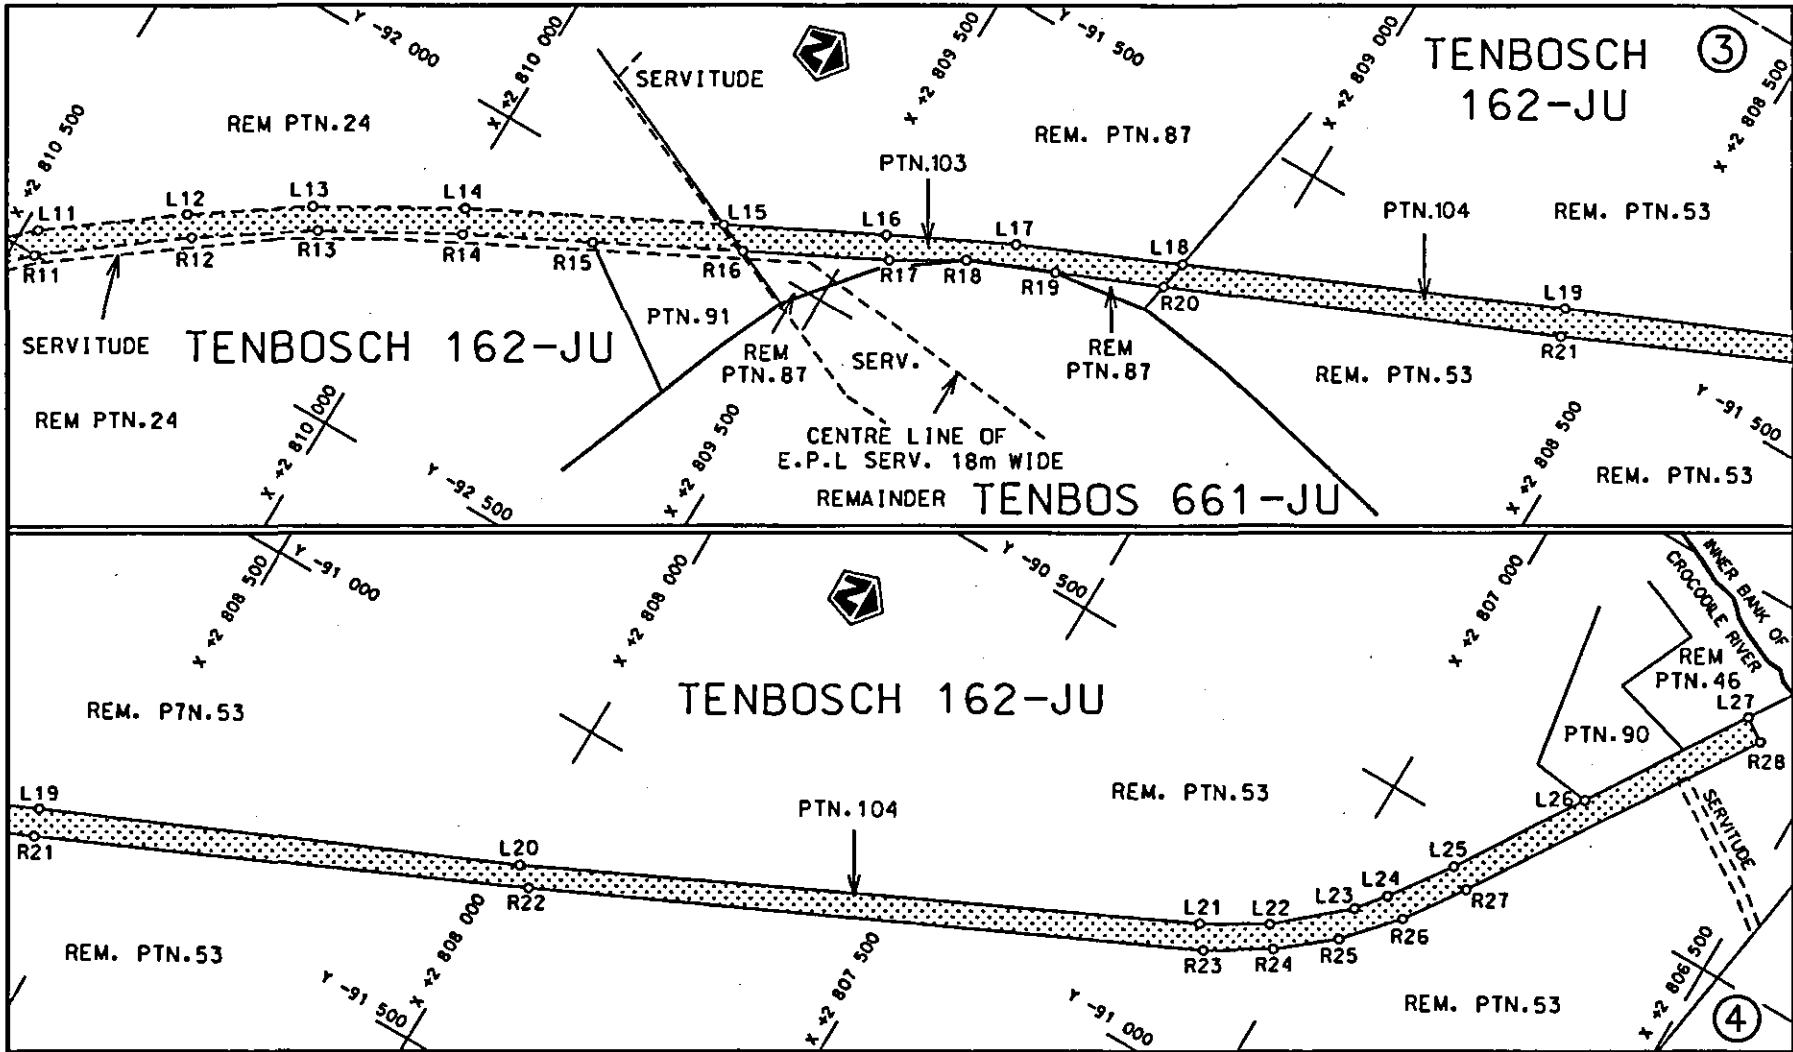 Y -92 000
X +2 810 000
X +2 809 500
Y -91 500
X +2 809 000
X +2 808 500
TENBOSCH
162-JU
3
SERVITUDE
N
X +2 810 500
REM PTN.24
REM. PTN.87
PTN.103
PTN.104
REM. PTN.53
L11
L12
L13
L14
L15
L16
L17
L18
L19
R11
R12
R13
R14
R15
R16
R17
R18
R19
R20
R21
SERVITUDE
TENBOSCH 162-JU
PTN.91
REM
PTN.87
SERV.
REM
PTN.87
REM. PTN.53
REM PTN.24
X +2 810 000
Y -92 500
X +2 809 500
CENTRE LINE OF
E.P.L SERV. 18m WIDE
REMAINDER TENBOS 661-JU
X +2 808 500
Y -91 500
REM. PTN.53
X +2 808 500
Y -91 000
X +2 808 000
N
Y -90 500
X +2 807 000
INNER BANK OF
CROCODILE RIVER
REM
PTN.46
REM. P7N.53
TENBOSCH 162-JU
PTN.90
L27
R28
L19
R21
L20
R22
PTN.104
REM. PTN.53
L21
L22
L23
L24
L25
L26
R23
R24
R25
R26
R27
SERVITUDE
REM. PTN.53
Y -91 500
X +2 808 000
X +2 807 500
Y -91 000
REM. PTN.53
X +2 806 500
4